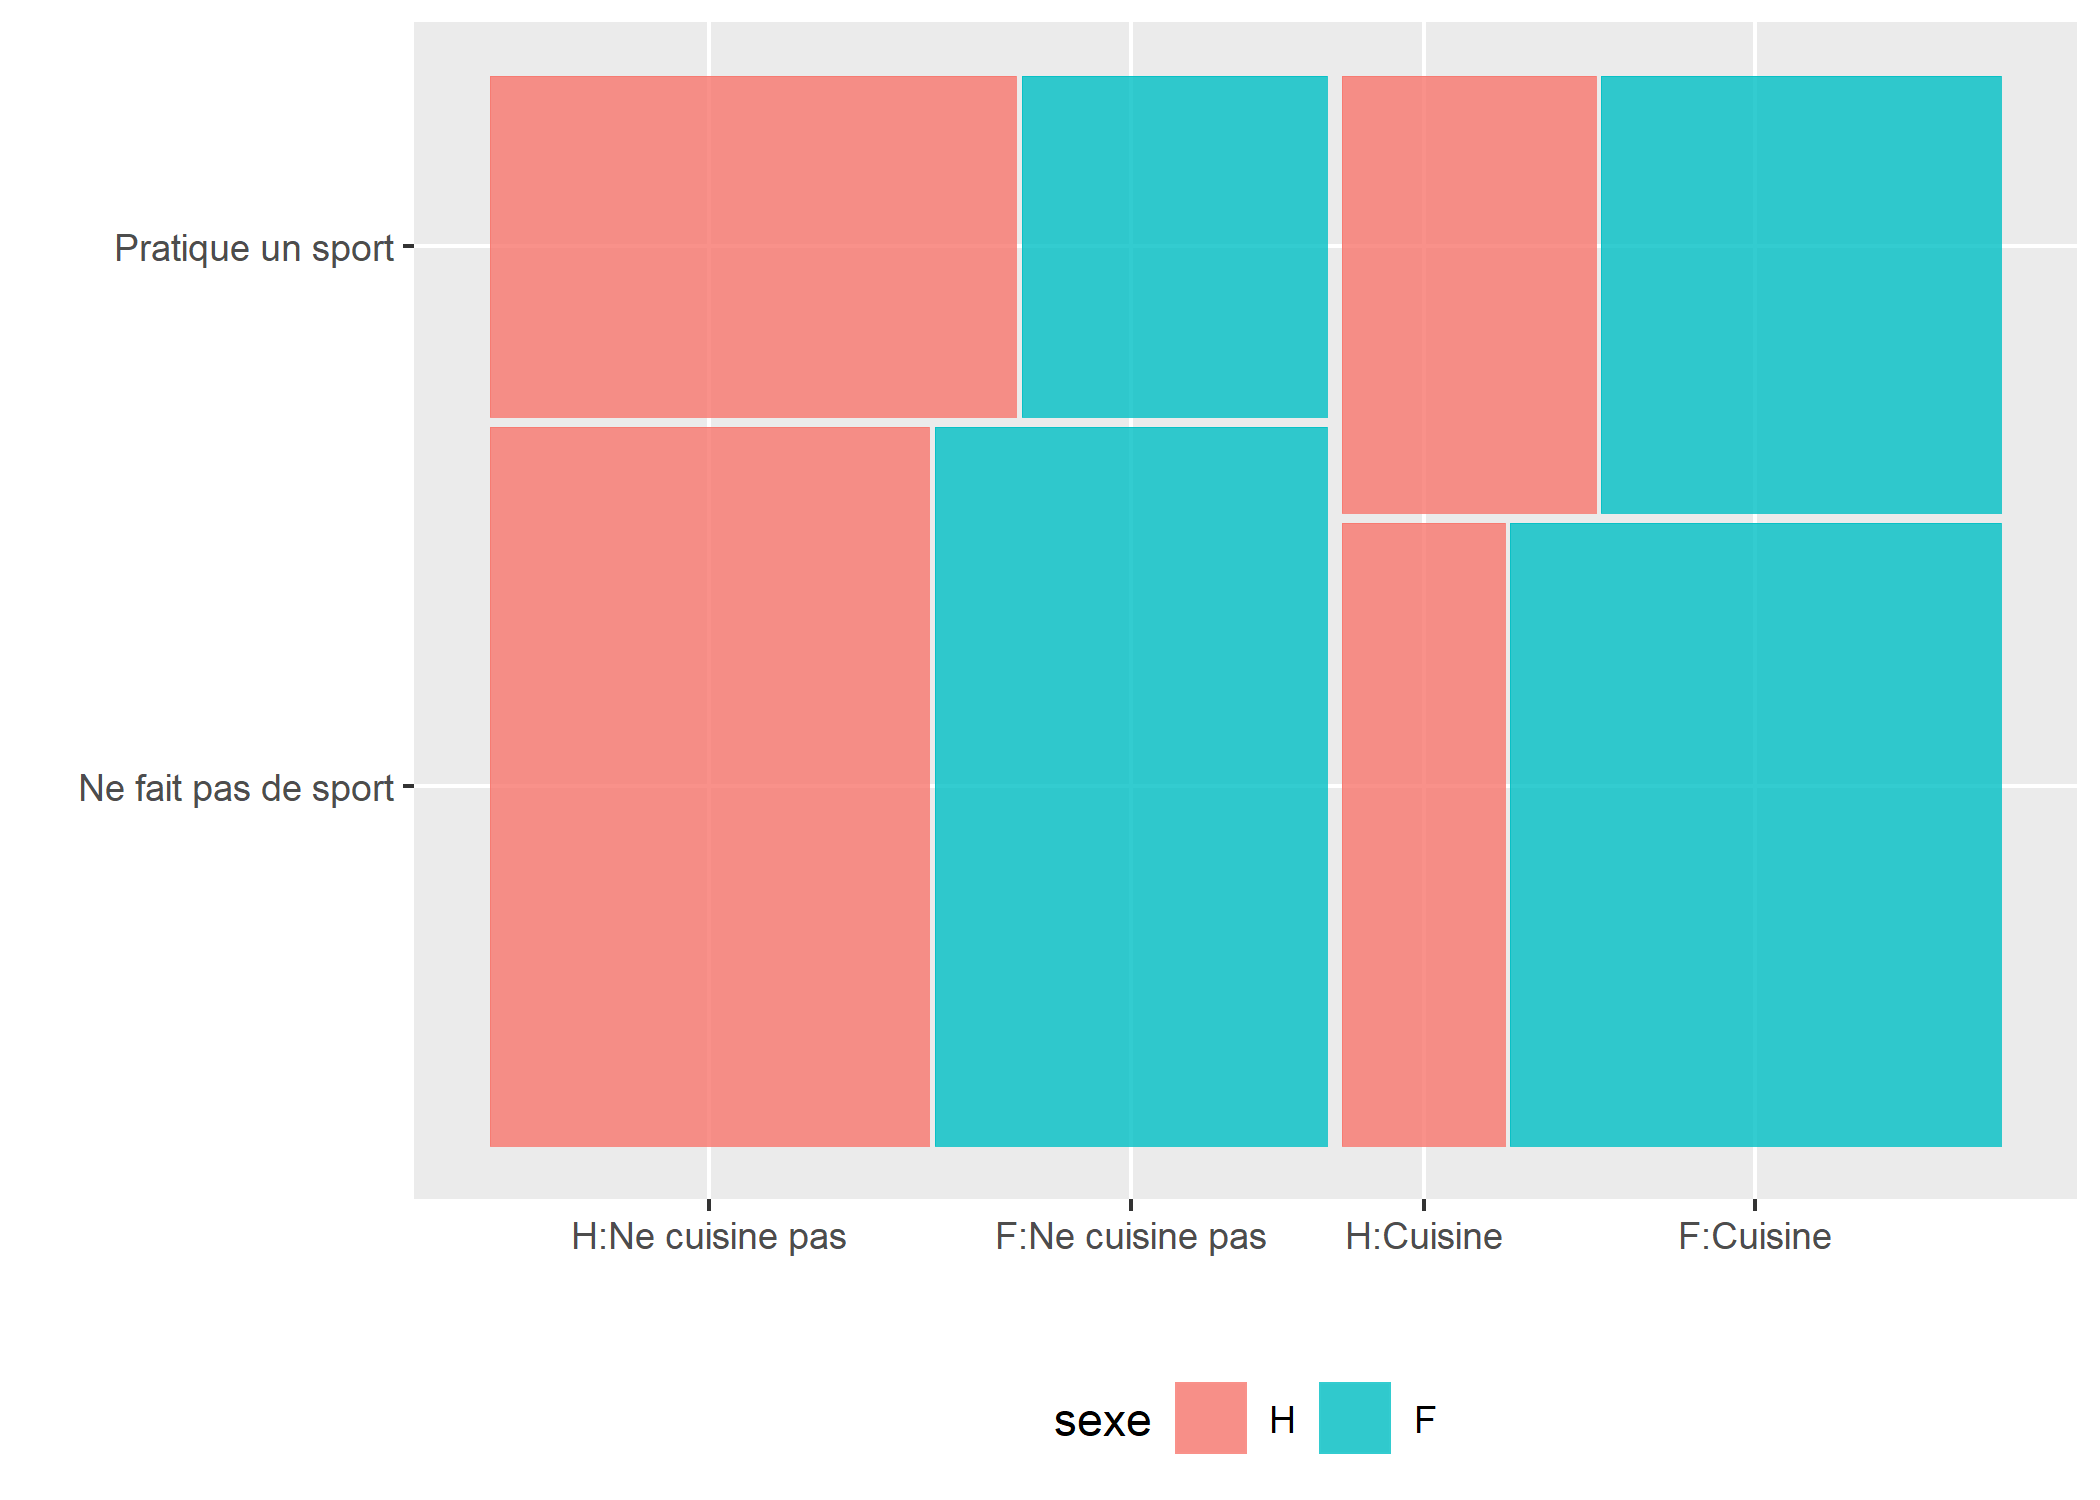 Pratique un sport
Ne fait pas de sport
H:Ne cuisine pas F:Ne cuisine pas H:Cuisine F:Cuisine
sexe H F